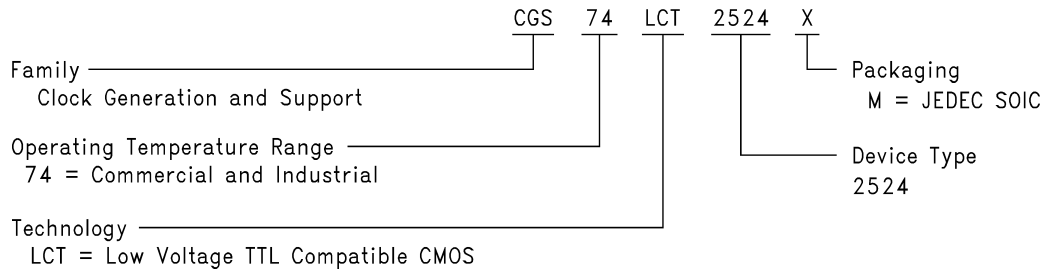 CGS 74 LCT 2524 X
Family
Clock Generation and Support
Operating Temperature Range
74 = Commercial and Industrial
Technology
LCT = Low Voltage TTL Compatible CMOS
Packaging
M = JEDEC SOIC
Device Type
2524